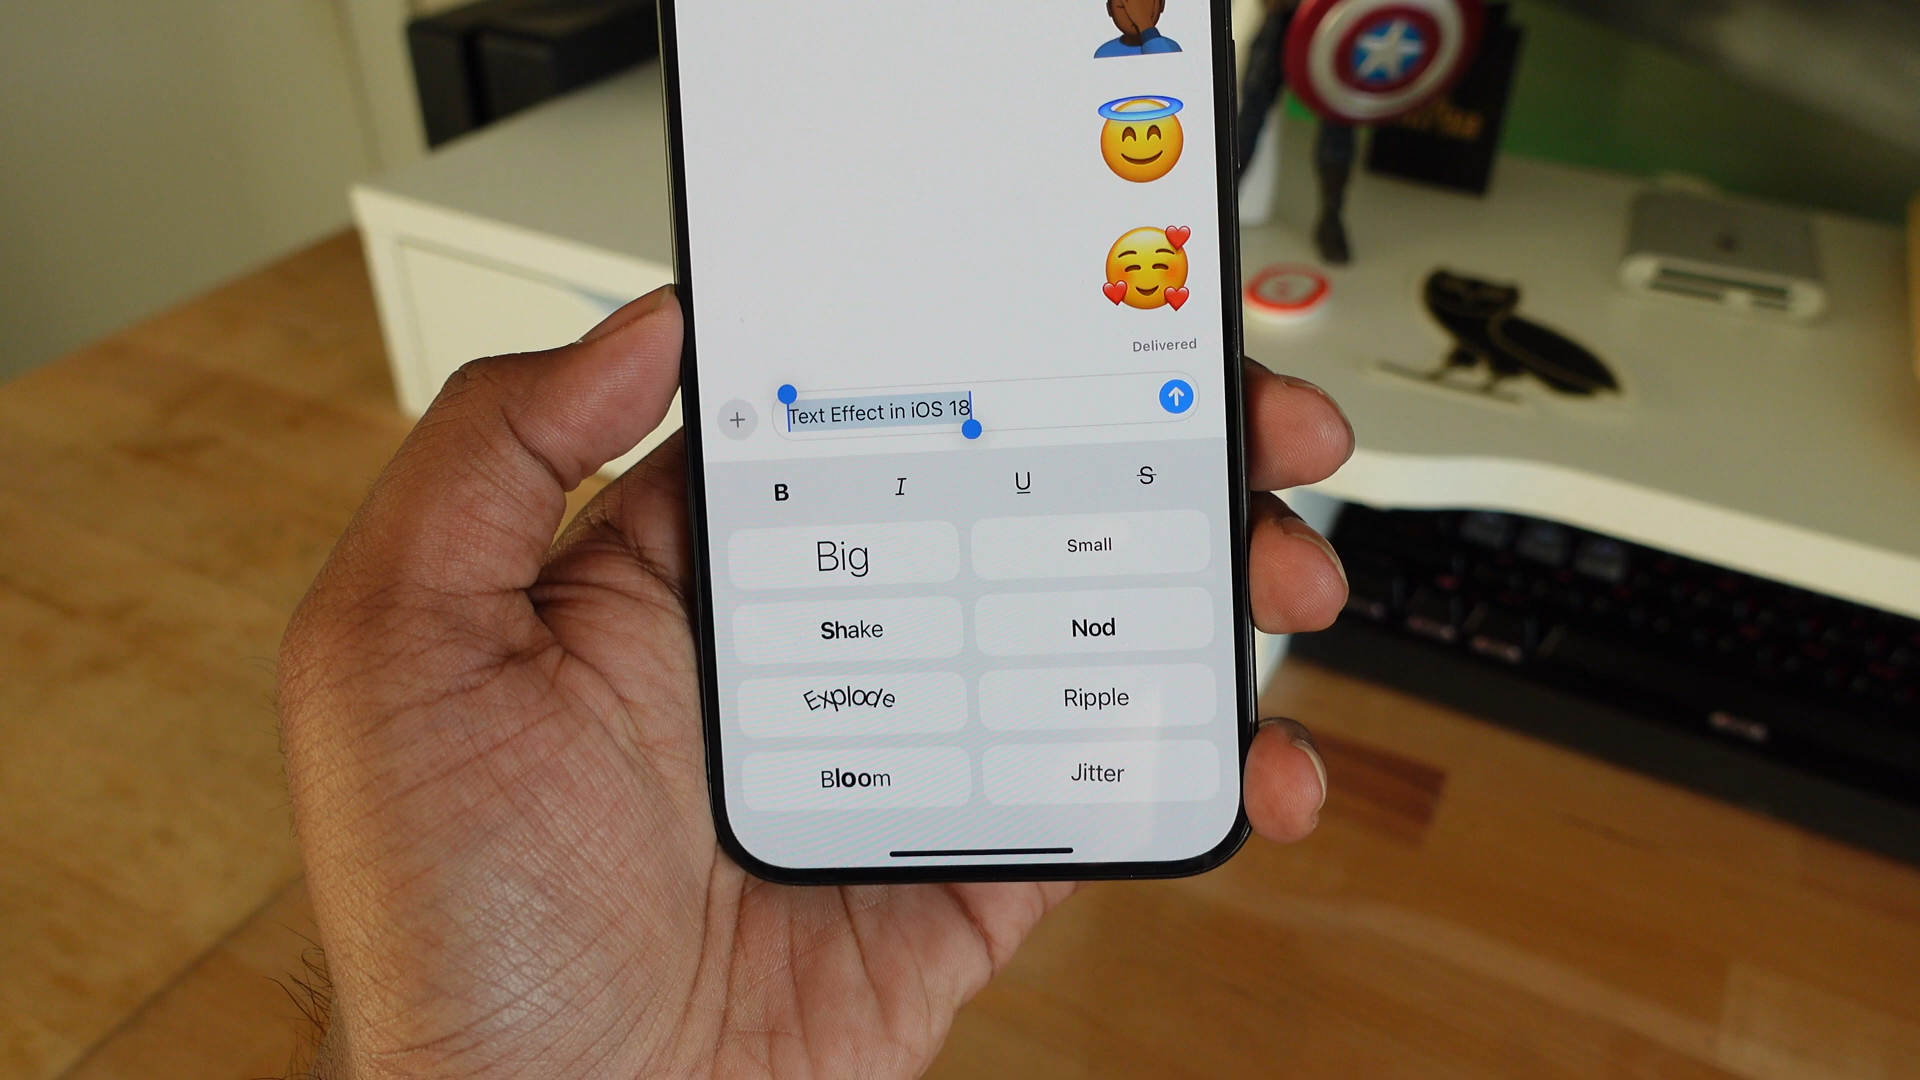 Delivered
Text Effect in iOS 18
B I U S
Big Small
Shake Nod
Explode Ripple
Bloom Jitter